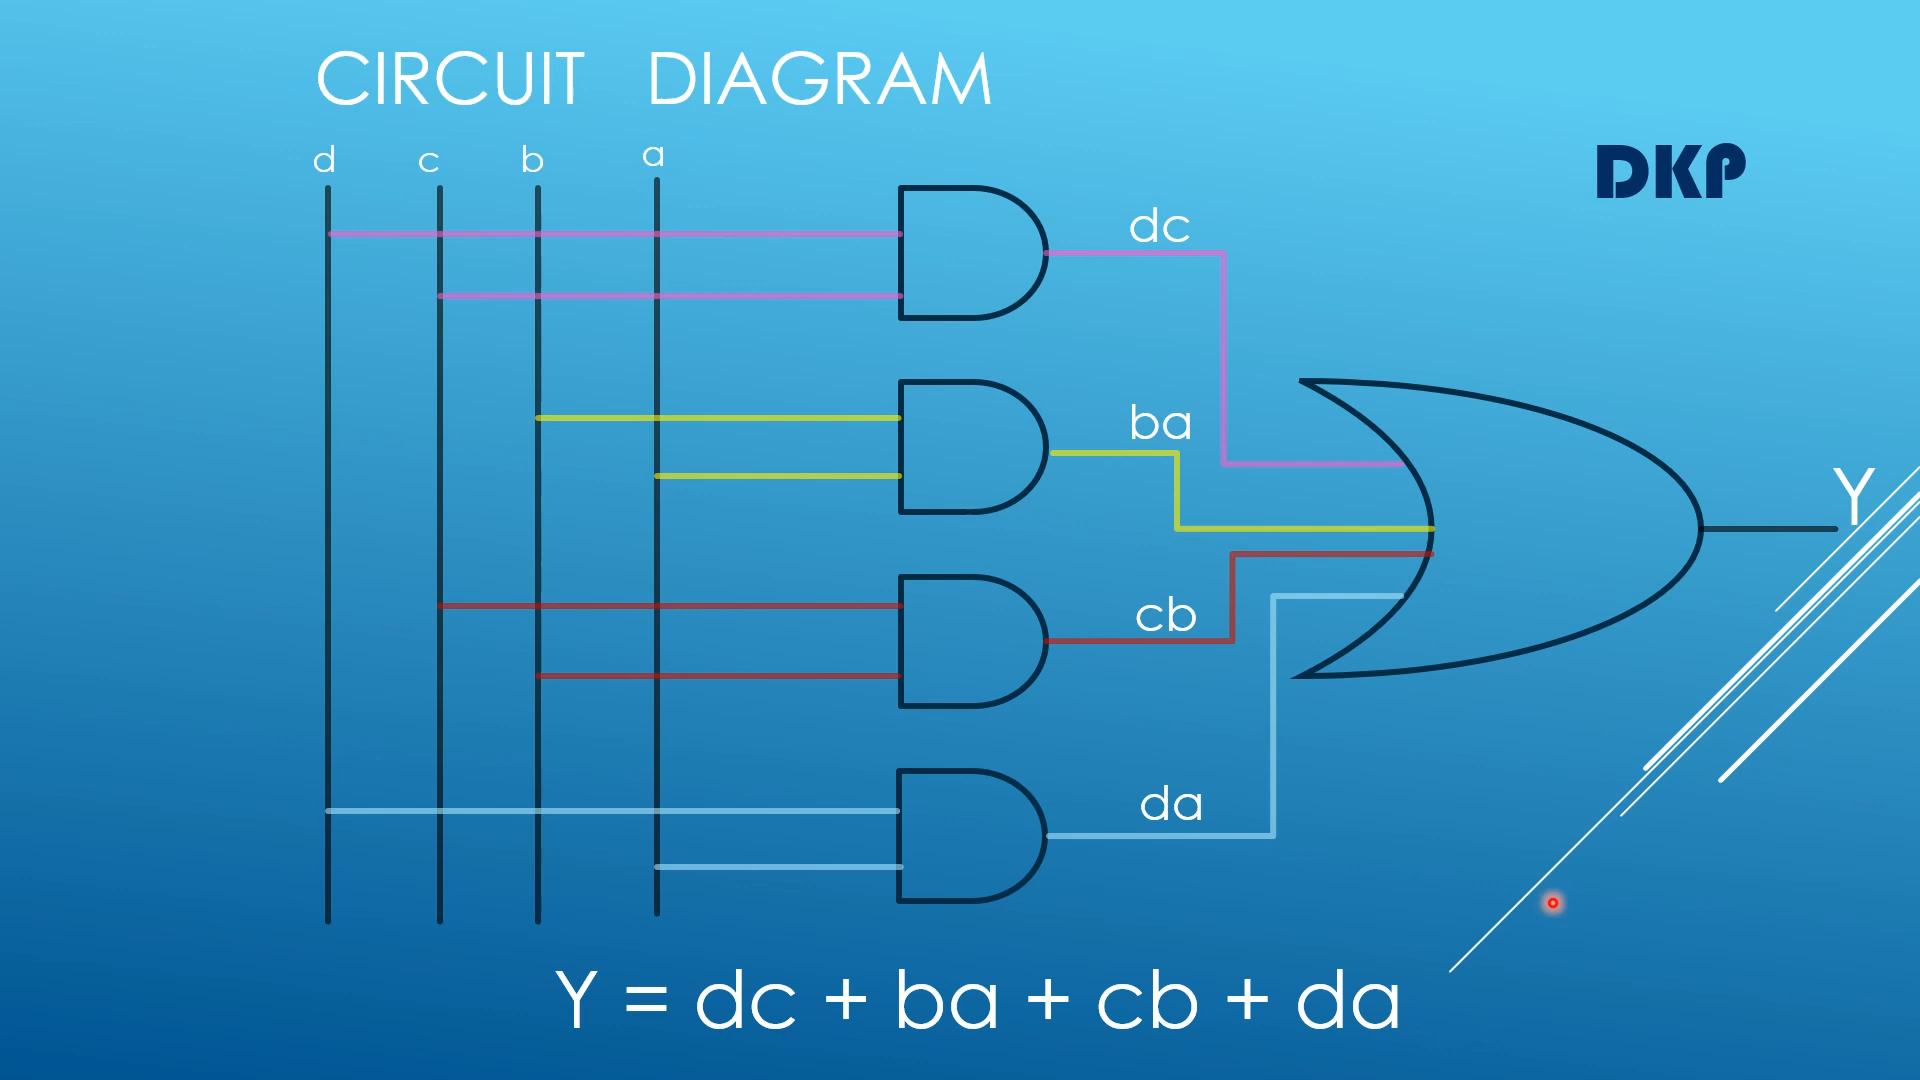 CIRCUIT DIAGRAM
d c b a
DKP
dc
ba
Y
cb
da
Y = dc + ba + cb + da